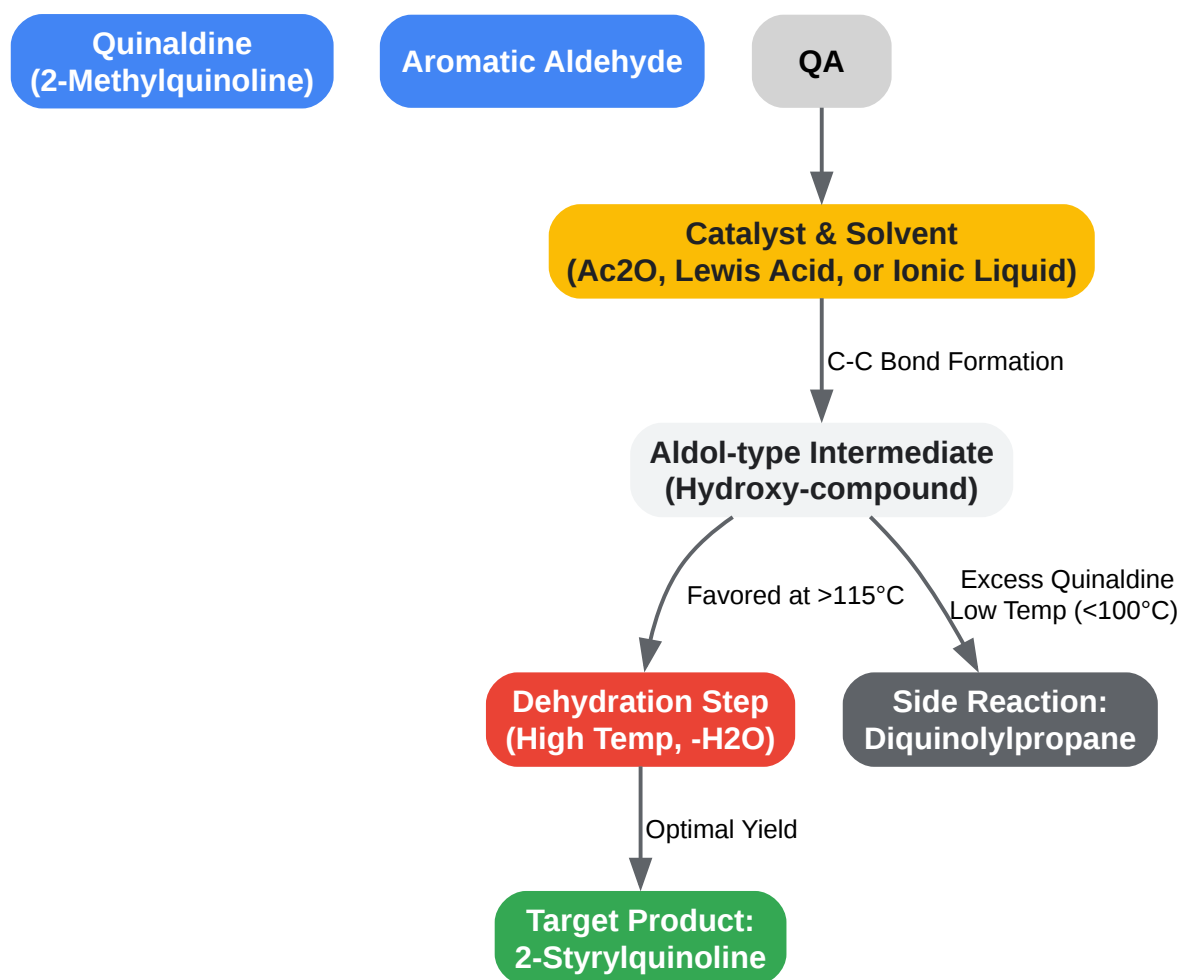 Quinaldine
(2-Methylquinoline)
Aromatic Aldehyde
QA
Catalyst & Solvent
(Ac2O, Lewis Acid, or Ionic Liquid)
C-C Bond Formation
Aldol-type Intermediate
(Hydroxy-compound)
Favored at >115°C
Excess Quinaldine
Low Temp (<100°C)
Dehydration Step
(High Temp, -H2O)
Side Reaction:
Diquinolylpropane
Optimal Yield
Target Product:
2-Styrylquinoline